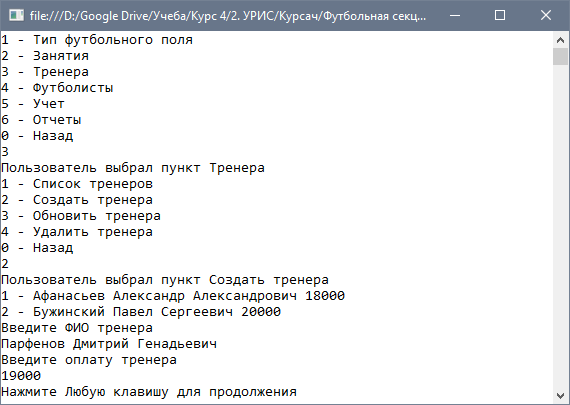 file:///D:/Google Drive/Учеба/Курс 4/2. УРИС/Курсач/Футбольная секц...
1 - Тип футбольного поля
2 - Занятия
3 - Тренера
4 - Футболисты
5 - Учет
6 - Отчеты
0 - Назад
3
Пользователь выбрал пункт Тренера
1 - Список тренеров
2 - Создать тренера
3 - Обновить тренера
4 - Удалить тренера
0 - Назад
2
Пользователь выбрал пункт Создать тренера
1 - Афанасьев Александр Александрович 18000
2 - Бужинский Павел Сергеевич 20000
Введите ФИО тренера
Парфенов Дмитрий Генадьевич
Введите оплату тренера
19000
Нажмите Любую клавишу для продолжения